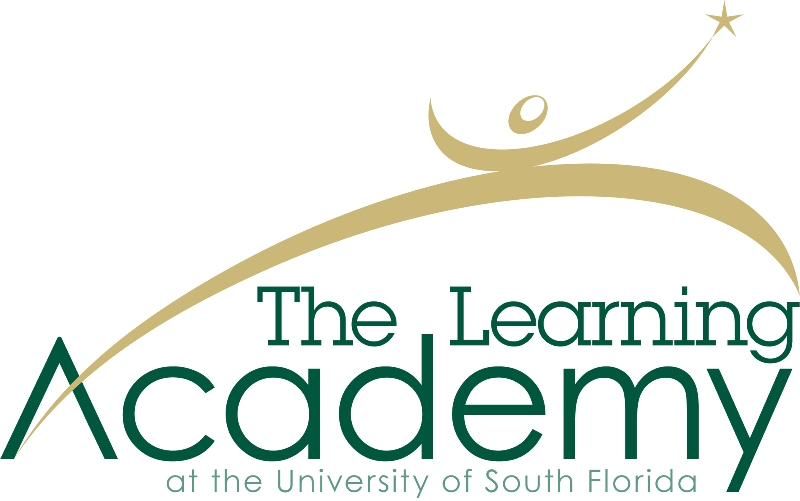 The Learning
Academy
at the University of South Florida